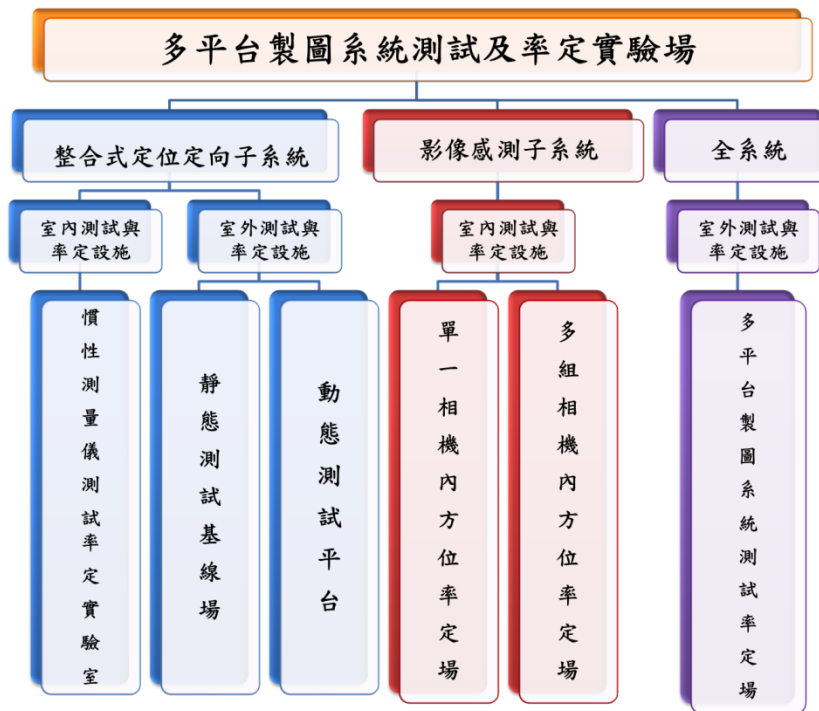 多平台製圖系統測試及率定實驗場
整合式定位定向子系統
影像感測子系統
全系統
室內測試與
率定設施
室外測試與
率定設施
室內測試與
率定設施
室外測試與
率定設施
慣性測量儀測試率定實驗室
靜態測試基線場
動態測試平台
單一相機內方位率定場
多組相機內方位率定場
多平台製圖系統測試率定場